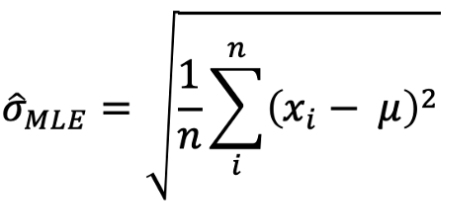 σ̂_MLE = √(1/n ∑_i^n (x_i − μ)²)